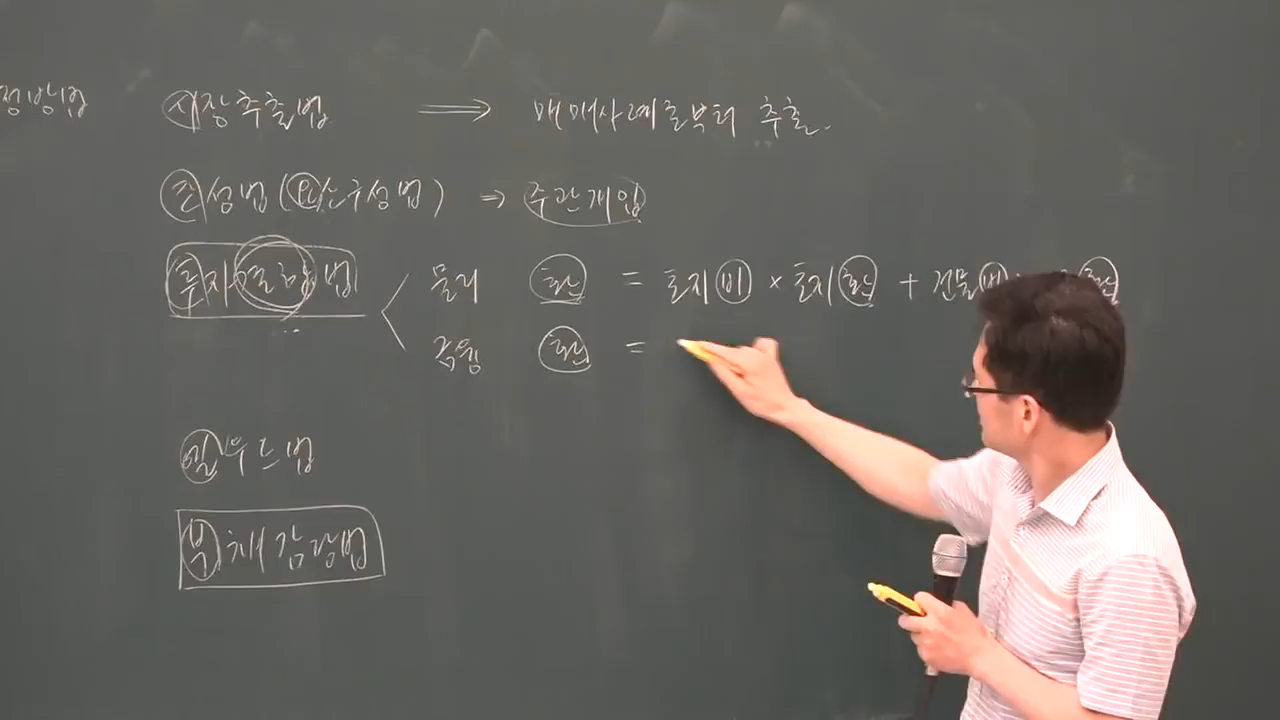 정방법
시장추출법 ⟹ 매매사례로부터 추출.
조성법(요소구성법) ⇒ 주관개입
투자결합법 < 물리 환 = 토지비 × 토지환 + 건물비 환
금융 환 =
엘우드법
부채감당법